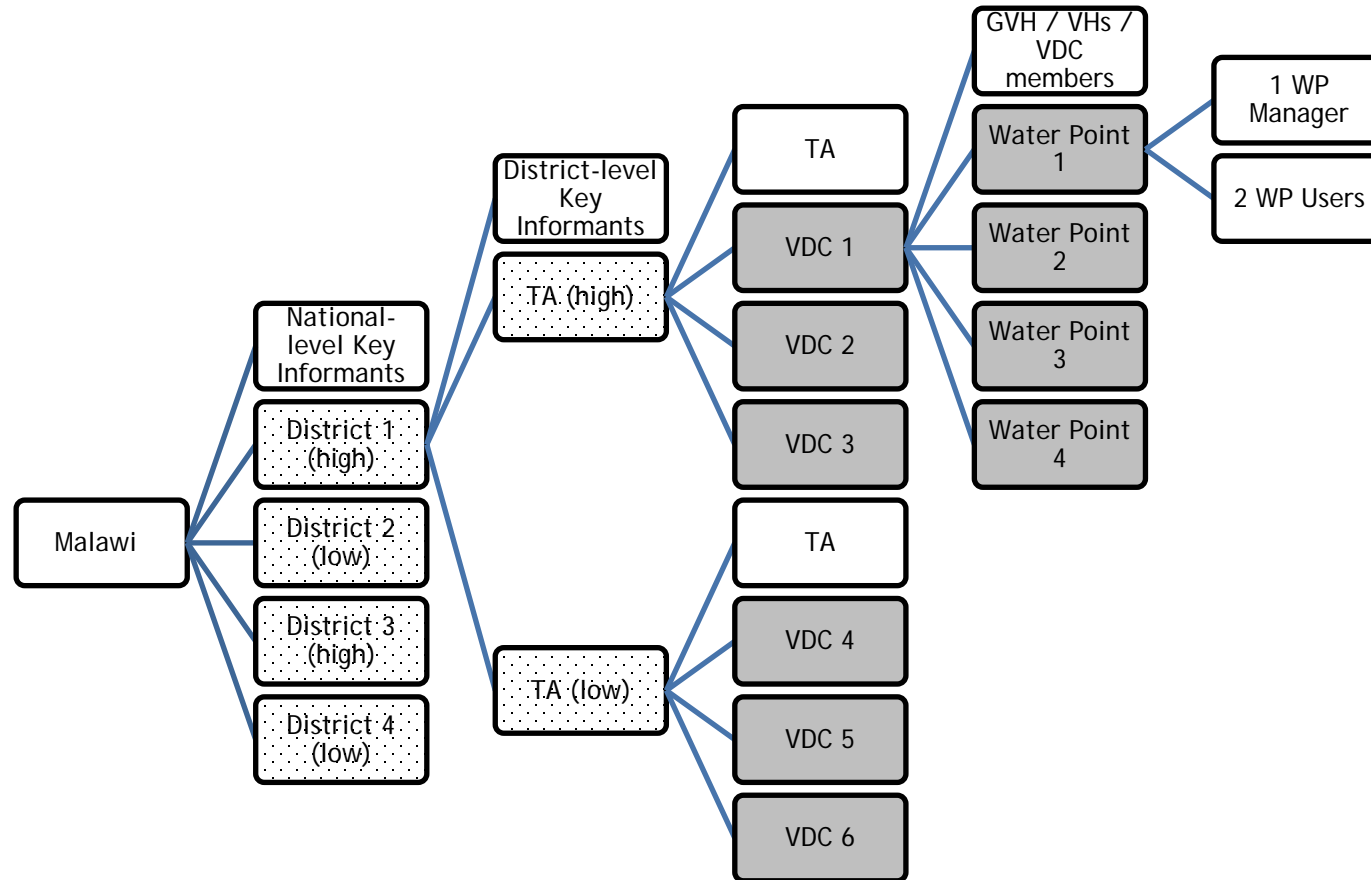 Malawi
National-
level Key
Informants
District 1
(high)
District 2
(low)
District 3
(high)
District 4
(low)
District-level
Key
Informants
TA (high)
TA (low)
TA
VDC 1
VDC 2
VDC 3
TA
VDC 4
VDC 5
VDC 6
GVH / VHs /
VDC
members
Water Point
1
Water Point
2
Water Point
3
Water Point
4
1 WP
Manager
2 WP Users